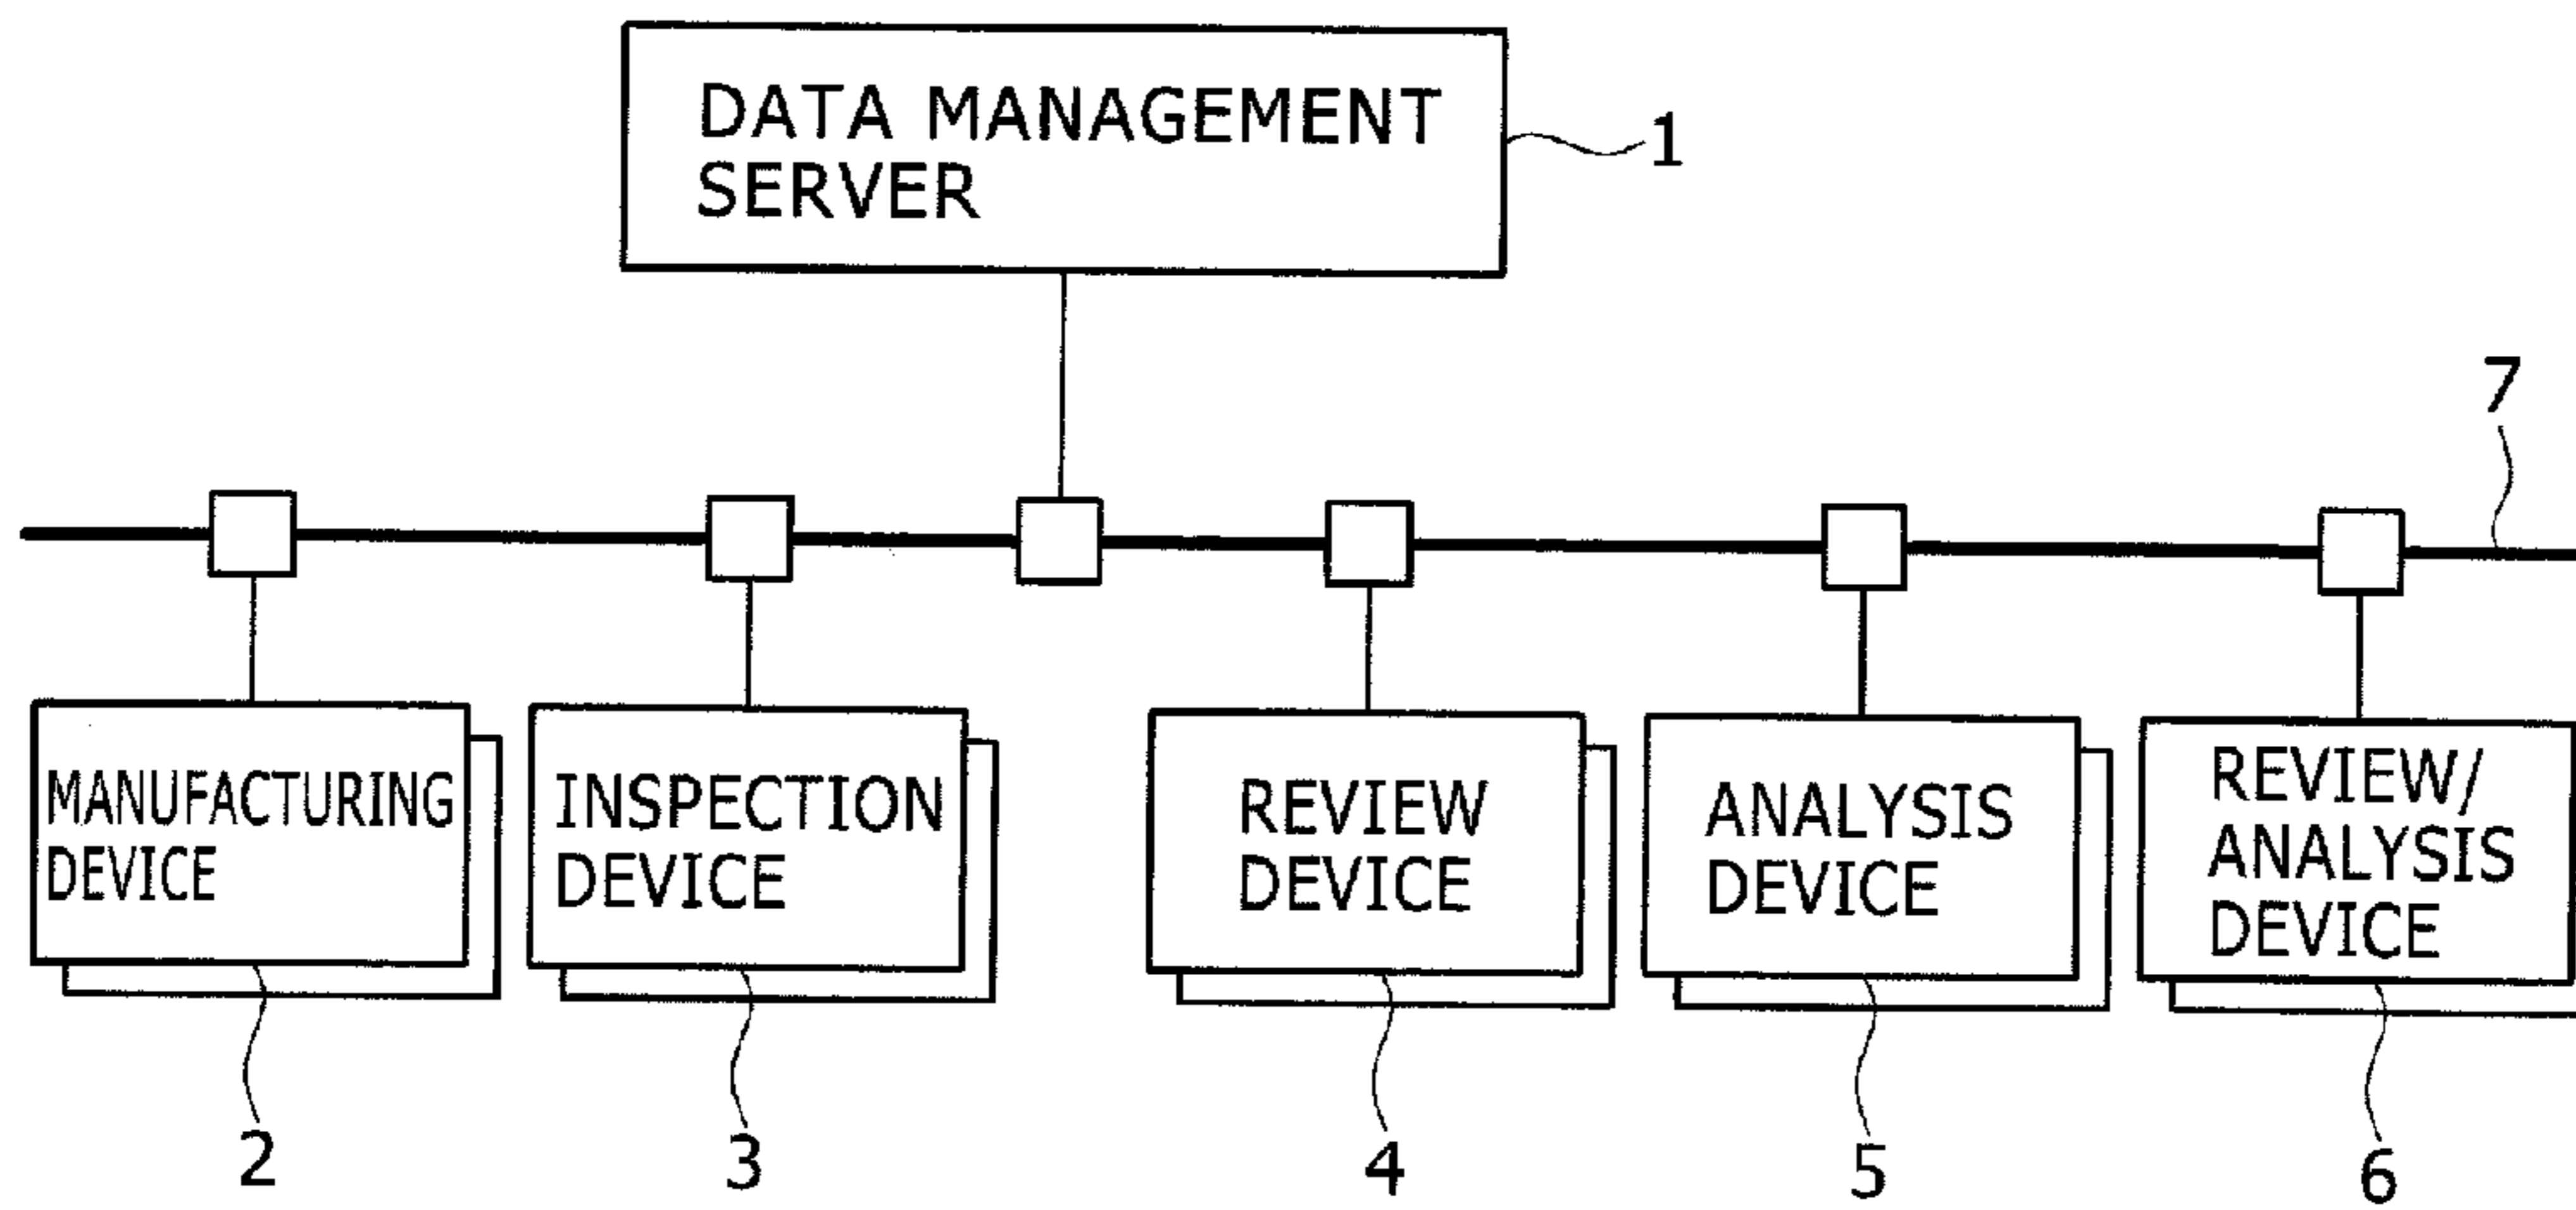 DATA MANAGEMENT
SERVER
1
7
MANUFACTURING
DEVICE
INSPECTION
DEVICE
REVIEW
DEVICE
ANALYSIS
DEVICE
REVIEW/
ANALYSIS
DEVICE
2
3
4
5
6